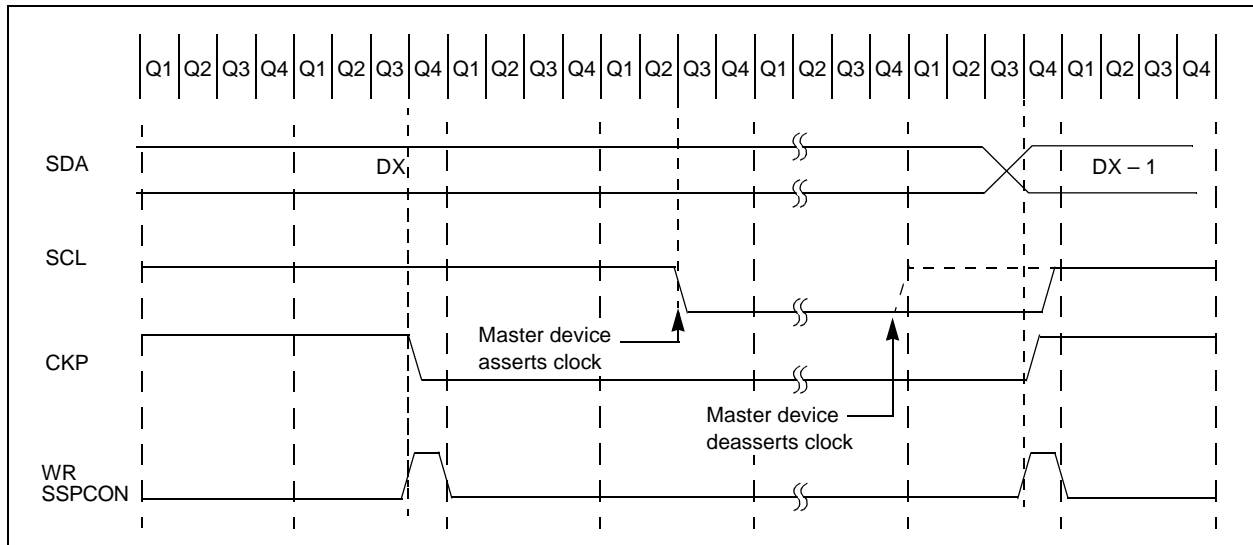 Q1 Q2 Q3 Q4 Q1 Q2 Q3 Q4 Q1 Q2 Q3 Q4 Q1 Q2 Q3 Q4 Q1 Q2 Q3 Q4 Q1 Q2 Q3 Q4 Q1 Q2 Q3 Q4
SDA
DX
DX – 1
SCL
Master device
asserts clock
CKP
Master device
deasserts clock
WR
SSPCON